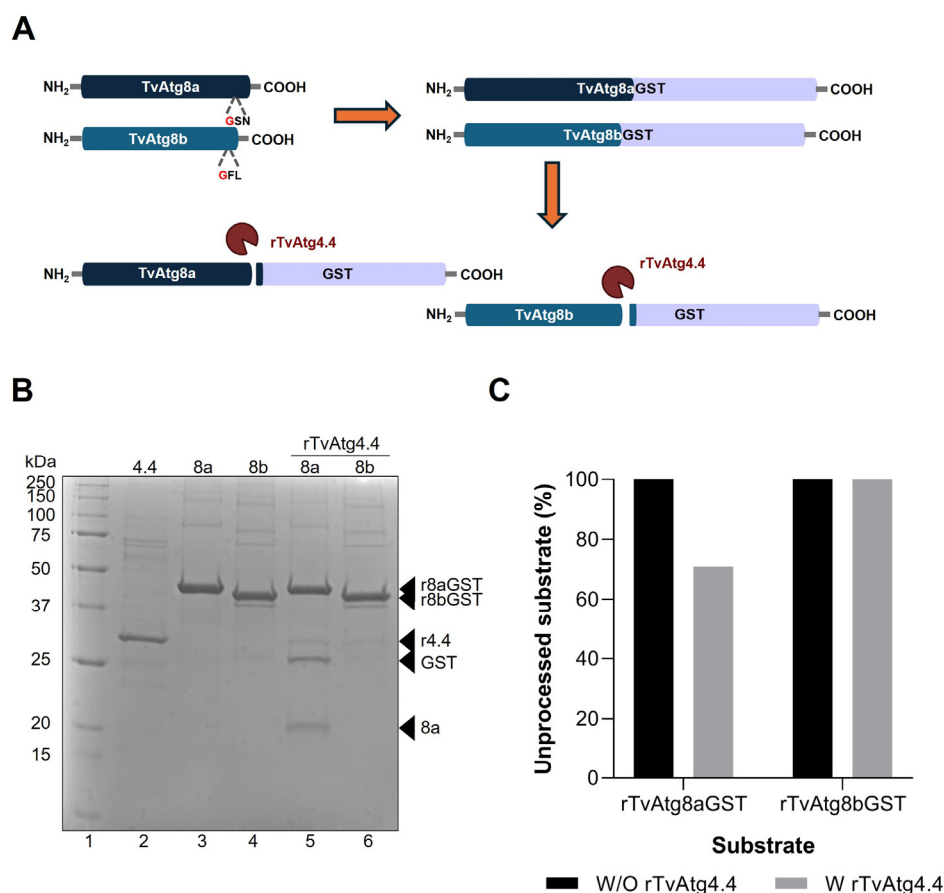 A
NH2 TvAtg8a COOH
GSN
NH2 TvAtg8b COOH
GFL
NH2 TvAtg8aGST COOH
NH2 TvAtg8bGST COOH
rTvAtg4.4
NH2 TvAtg8a GST COOH
rTvAtg4.4
NH2 TvAtg8b GST COOH
B
rTvAtg4.4
kDa 4.4 8a 8b 8a 8b
250
150
100
75
50
37
25
20
15
r8aGST
r8bGST
r4.4
GST
8a
1 2 3 4 5 6
C
Unprocessed substrate (%)
100
80
60
40
20
0
rTvAtg8aGST rTvAtg8bGST
Substrate
W/O rTvAtg4.4 W rTvAtg4.4